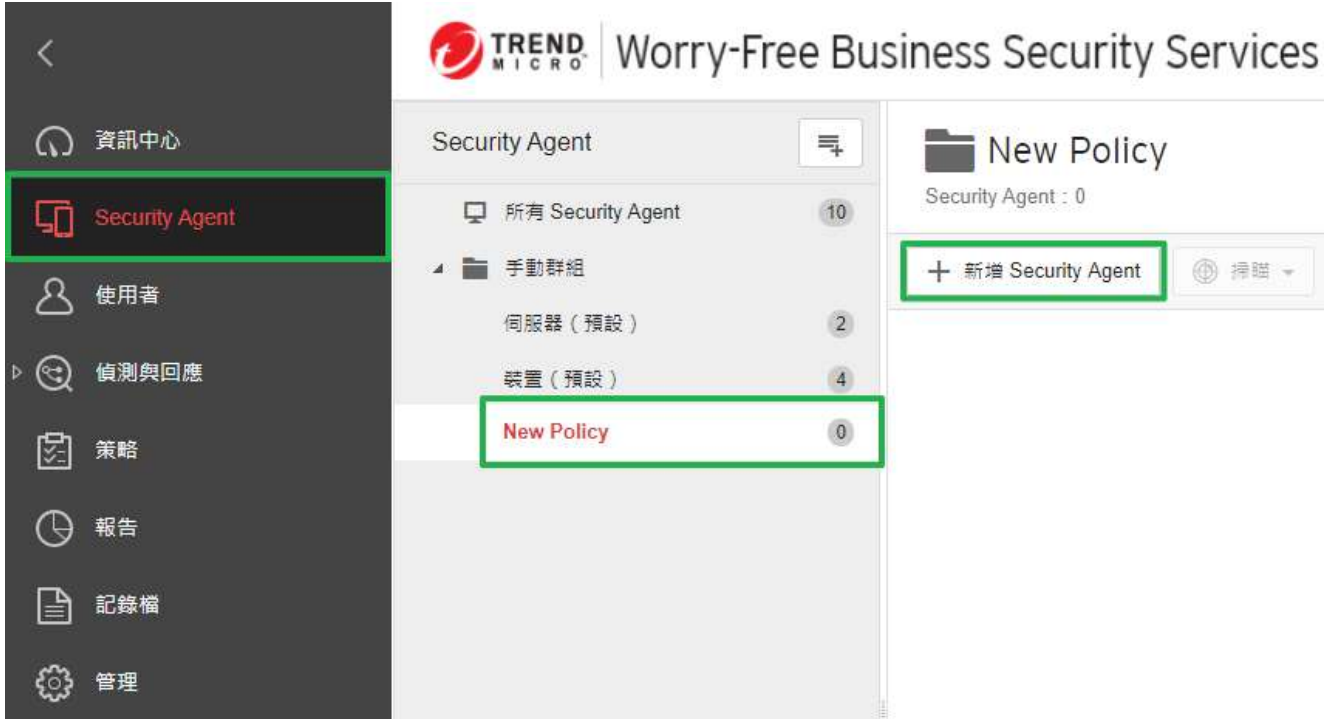 資訊中心
Security Agent
使用者
偵測與回應
策略
報告
記錄檔
管理
TREND MICRO Worry-Free Business Security Services
Security Agent
所有 Security Agent 10
手動群組
伺服器（預設） 2
裝置（預設） 4
New Policy 0
New Policy
Security Agent：0
新增 Security Agent
掃瞄